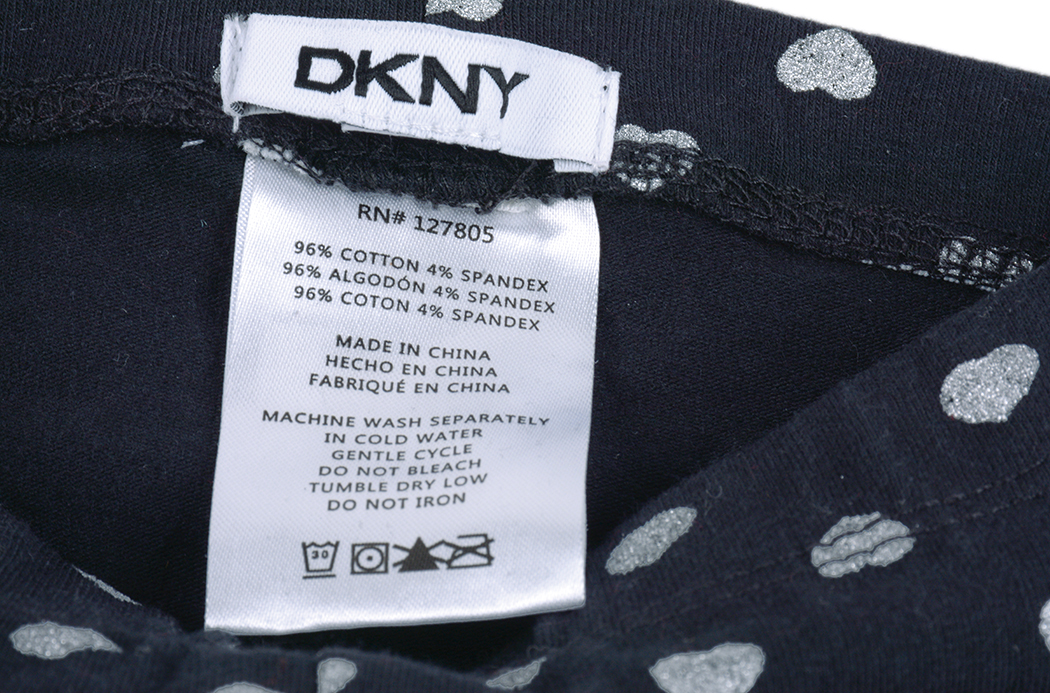 DKNY
RN# 127805
96% COTTON 4% SPANDEX
96% ALGODÓN 4% SPANDEX
96% COTON 4% SPANDEX
MADE IN CHINA
HECHO EN CHINA
FABRIQUÉ EN CHINA
MACHINE WASH SEPARATELY
IN COLD WATER
GENTLE CYCLE
DO NOT BLEACH
TUMBLE DRY LOW
DO NOT IRON
30